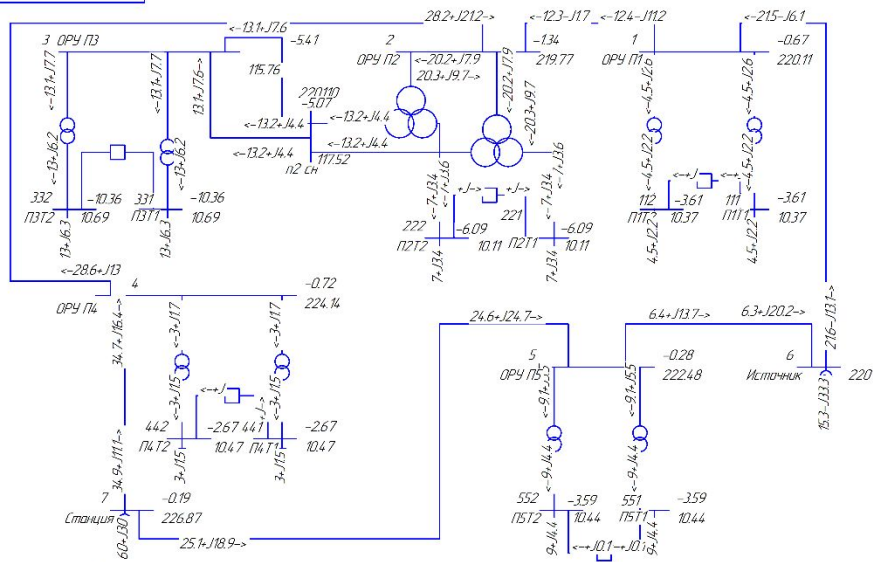 28.2+J21.2->
<-12.3-J1.7
<-12.4-J11.2
<-21.5-J6.1
<-13.1+J7.6
3 ОРУ П3
-5.41
2
ОРУ П2
-1.34
219.77
1
ОРУ П1
-0.67
220.11
115.76
<-13.1+J7.7
<-13.1+J7.7
13.1+J7.6->
<-20.2+J7.9
20.3+J9.7->
<-20.2+J7.9
<-20.3+J9.7
<-4.5+J2.6
<-4.5+J2.6
220.110
-5.07
<-13.2+J4.4
<-13.2+J4.4
<-13.2+J4.4
<-13.2+J4.4
117.52
п2 сн
<-13+J6.2
<-13+J6.2
<-7+J3.6
<-7+J3.6
<-4.5+J2.2
<-4.5+J2.2
332
-10.36
П3Т2
10.69
331
-10.36
П3Т1
10.69
13+J6.3
13+J6.3
<-7+J3.4
+J->
+J->
<-7+J3.4
222
-6.09
П2Т2
10.11
221
-6.09
П2Т1
10.11
7+J3.4
7+J3.4
<-+J-
<-+
112
-3.61
П1Т2
10.37
111
-3.61
П1Т1
10.37
4.5+J2.2
4.5+J2.2
<-28.6+J13
4
ОРУ П4
-0.72
224.14
34.7+J16.4->
<-3+J1.7
<-3+J1.7
24.6+J24.7->
6.4+J13.7->
6.3+J20.2->
21.6-J13.1->
5
ОРУ П5
-0.28
222.48
6
Источник
220
15.3-J33.3->
<-9.1+J5.5
<-9.1+J5.5
<-3+J1.5
<-3+J1.5
<-+J-
+J->
442
-2.67
П4Т2
10.47
441
-2.67
П4Т1
10.47
3+J1.5
3+J1.5
34.9+J11.1->
<-9+J4.4
<-9+J4.4
7
Станция
-0.19
226.87
60+J30
25.1+J18.9->
552
-3.59
П5Т2
10.44
551
-3.59
П5Т1
10.44
9+J4.4
9+J4.4
<-+J0.1
-+J0.1